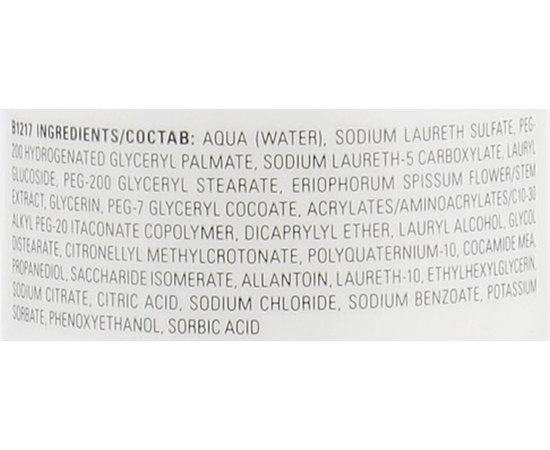 B1217 INGREDIENTS/СОСТАВ: AQUA (WATER), SODIUM LAURETH SULFATE, PEG-
200 HYDROGENATED GLYCERYL PALMATE, SODIUM LAURETH-5 CARBOXYLATE, LAURYL
GLUCOSIDE, PEG-200 GLYCERYL STEARATE, ERIOPHORUM SPISSUM FLOWER/STEM
EXTRACT, GLYCERIN, PEG-7 GLYCERYL COCOATE, ACRYLATES/AMINOACRYLATES/C10-30
ALKYL PEG-20 ITACONATE COPOLYMER, DICAPRYLYL ETHER, LAURYL ALCOHOL, GLYCOL
DISTEARATE, CITRONELLYL METHYLCROTONATE, POLYQUATERNIUM-10, COCAMIDE MEA,
PROPANEDIOL, SACCHARIDE ISOMERATE, ALLANTOIN, LAURETH-10, ETHYLHEXYLGLYCERIN,
SODIUM CITRATE, CITRIC ACID, SODIUM CHLORIDE, SODIUM BENZOATE, POTASSIUM
SORBATE, PHENOXYETHANOL, SORBIC ACID